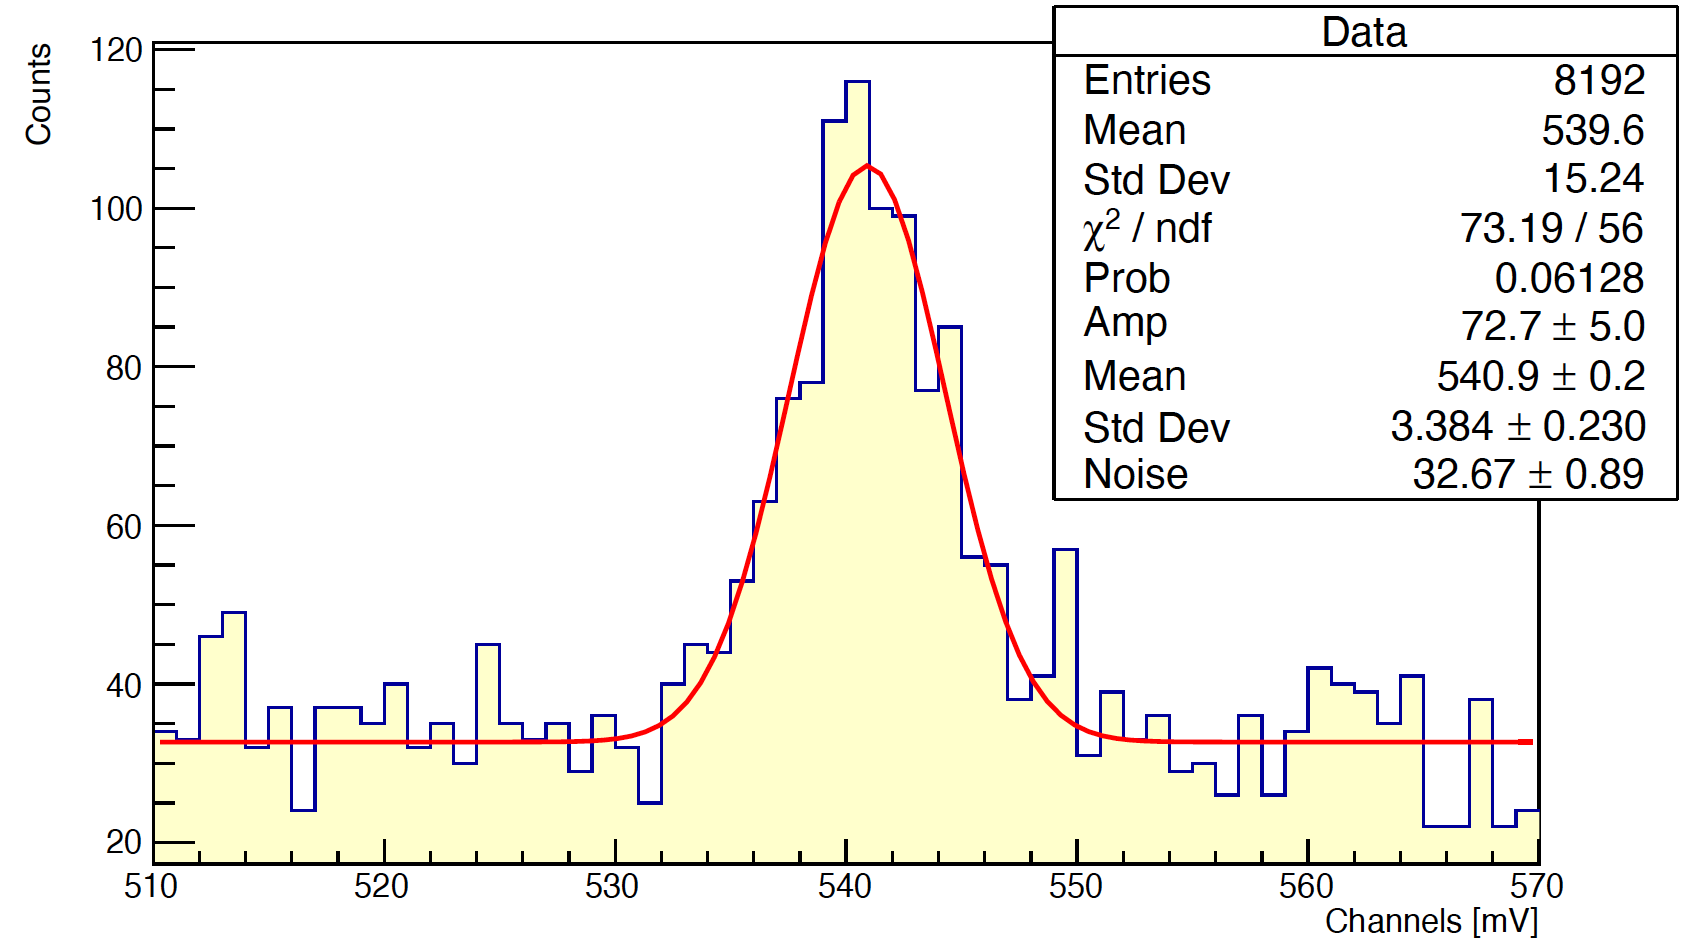 Counts
120
100
80
60
40
20
510 520 530 540 550 560 570
Channels [mV]
Data
Entries 8192
Mean 539.6
Std Dev 15.24
χ² / ndf 73.19 / 56
Prob 0.06128
Amp 72.7 ± 5.0
Mean 540.9 ± 0.2
Std Dev 3.384 ± 0.230
Noise 32.67 ± 0.89